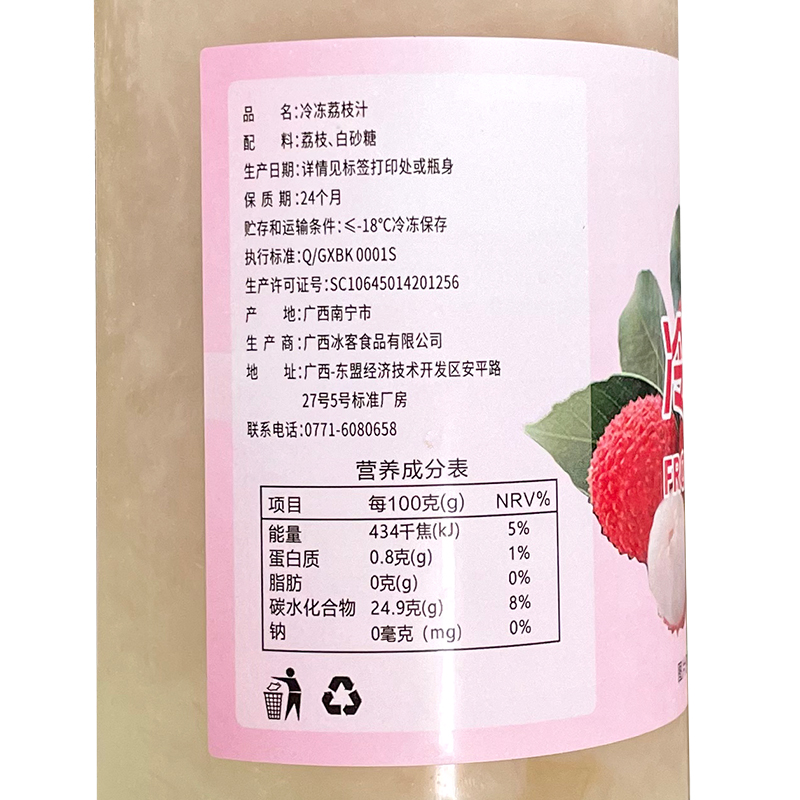 品 名:冷冻荔枝汁
配 料:荔枝、白砂糖
生产日期:详情见标签打印处或瓶身
保质期:24个月
贮存和运输条件:≤-18℃冷冻保存
执行标准:Q/GXBK 0001S
生产许可证号:SC10645014201256
产 地:广西南宁市
生产商:广西冰客食品有限公司
地 址:广西-东盟经济技术开发区安平路
27号5号标准厂房
联系电话:0771-6080658
营养成分表
项目 每100克(g) NRV%
能量 434千焦(kJ) 5%
蛋白质 0.8克(g) 1%
脂肪 0克(g) 0%
碳水化合物 24.9克(g) 8%
钠 0毫克 (mg) 0%
冷